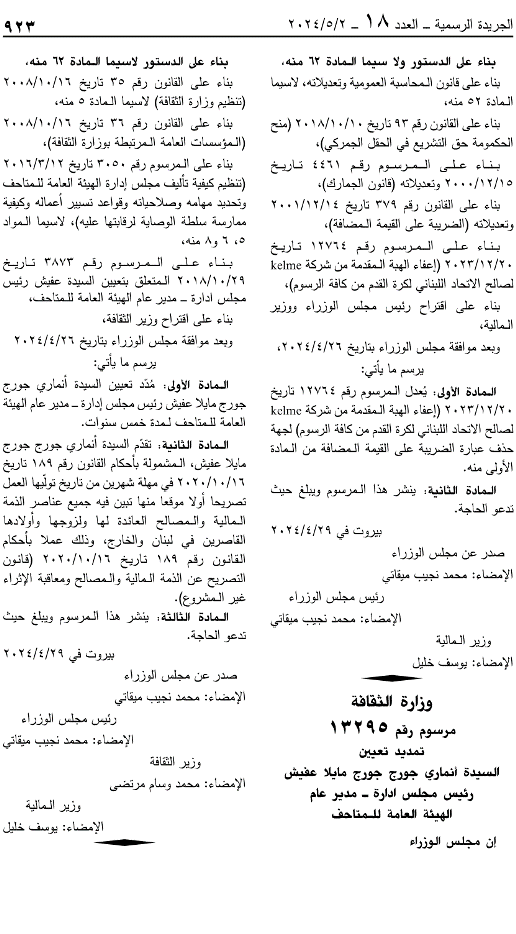 الجريدة الرسمية ــ العدد ١٨ ــ ٢٠٢٤/٥/٢
٩٢٣
بناء على الدستور ولا سيما المادة ٦٢ منه،
بناء على قانون المحاسبة العمومية وتعديلاته، لاسيما
المادة ٥٢ منه،
بناء على القانون رقم ٩٣ تاريخ ٢٠١٨/١٠/١٠ (منح
الحكومة حق التشريع في الحقل الجمركي)،
بناء على المرسوم رقم ٤٤٦١ تاريخ
٢٠٠٠/١٢/١٥ وتعديلاته (قانون الجمارك)،
بناء على القانون رقم ٣٧٩ تاريخ ٢٠٠١/١٢/١٤
وتعديلاته (الضريبة على القيمة المضافة)،
بناء على المرسوم رقم ١٢٧٦٤ تاريخ
٢٠٢٣/١٢/٢٠ (إعفاء الهبة المقدمة من شركة kelme
لصالح الاتحاد اللبناني لكرة القدم من كافة الرسوم)،
بناء على اقتراح رئيس مجلس الوزراء ووزير
المالية،
وبعد موافقة مجلس الوزراء بتاريخ ٢٠٢٤/٤/٢٦،
يرسم ما يأتي:
المادة الأولى: يُعدل المرسوم رقم ١٢٧٦٤ تاريخ
٢٠٢٣/١٢/٢٠ (إعفاء الهبة المقدمة من شركة kelme
لصالح الاتحاد اللبناني لكرة القدم من كافة الرسوم) لجهة
حذف عبارة الضريبة على القيمة المضافة من المادة
الأولى منه.
المادة الثانية: ينشر هذا المرسوم ويبلغ حيث
تدعو الحاجة.
بيروت في ٢٠٢٤/٤/٢٩
صدر عن مجلس الوزراء
الإمضاء: محمد نجيب ميقاتي
رئيس مجلس الوزراء
الإمضاء: محمد نجيب ميقاتي
وزير المالية
الإمضاء: يوسف خليل
وزارة الثقافة
مرسوم رقم ١٣٢٩٥
تمديد تعيين
السيدة أنماري جورج جورج مايلا عفيش
رئيس مجلس ادارة ــ مدير عام
الهيئة العامة للمتاحف
إن مجلس الوزراء
بناء على الدستور لاسيما المادة ٦٢ منه،
بناء على القانون رقم ٣٥ تاريخ ٢٠٠٨/١٠/١٦
(تنظيم وزارة الثقافة) لاسيما المادة ٥ منه،
بناء على القانون رقم ٣٦ تاريخ ٢٠٠٨/١٠/١٦
(المؤسسات العامة المرتبطة بوزارة الثقافة)،
بناء على المرسوم رقم ٣٠٥٠ تاريخ ٢٠١٦/٣/١٢
(تنظيم كيفية تأليف مجلس إدارة الهيئة العامة للمتاحف
وتحديد مهامه وصلاحياته وقواعد تسيير أعماله وكيفية
ممارسة سلطة الوصاية لرقابتها عليه)، لاسيما المواد
٥، ٦ و٨ منه،
بناء على المرسوم رقم ٣٨٧٣ تاريخ
٢٠١٨/١٠/٢٩ المتعلق بتعيين السيدة عفيش رئيس
مجلس ادارة ــ مدير عام الهيئة العامة للمتاحف،
بناء على اقتراح وزير الثقافة،
وبعد موافقة مجلس الوزراء بتاريخ ٢٠٢٤/٤/٢٦
يرسم ما يأتي:
المادة الأولى: مُدّد تعيين السيدة أنماري جورج
جورج مايلا عفيش رئيس مجلس إدارة ــ مدير عام الهيئة
العامة للمتاحف لمدة خمس سنوات.
المادة الثانية: تقدّم السيدة أنماري جورج جورج
مايلا عفيش، المشمولة بأحكام القانون رقم ١٨٩ تاريخ
٢٠٢٠/١٠/١٦ في مهلة شهرين من تاريخ تولّيها العمل
تصريحا أولا موقعا منها تبين فيه جميع عناصر الذمة
المالية والمصالح العائدة لها ولزوجها وأولادها
القاصرين في لبنان والخارج، وذلك عملا بأحكام
القانون رقم ١٨٩ تاريخ ٢٠٢٠/١٠/١٦ (قانون
التصريح عن الذمة المالية والمصالح ومعاقبة الإثراء
غير المشروع).
المادة الثالثة: ينشر هذا المرسوم ويبلغ حيث
تدعو الحاجة.
بيروت في ٢٠٢٤/٤/٢٩
صدر عن مجلس الوزراء
الإمضاء: محمد نجيب ميقاتي
رئيس مجلس الوزراء
الإمضاء: محمد نجيب ميقاتي
وزير الثقافة
الإمضاء: محمد وسام مرتضى
وزير المالية
الإمضاء: يوسف خليل